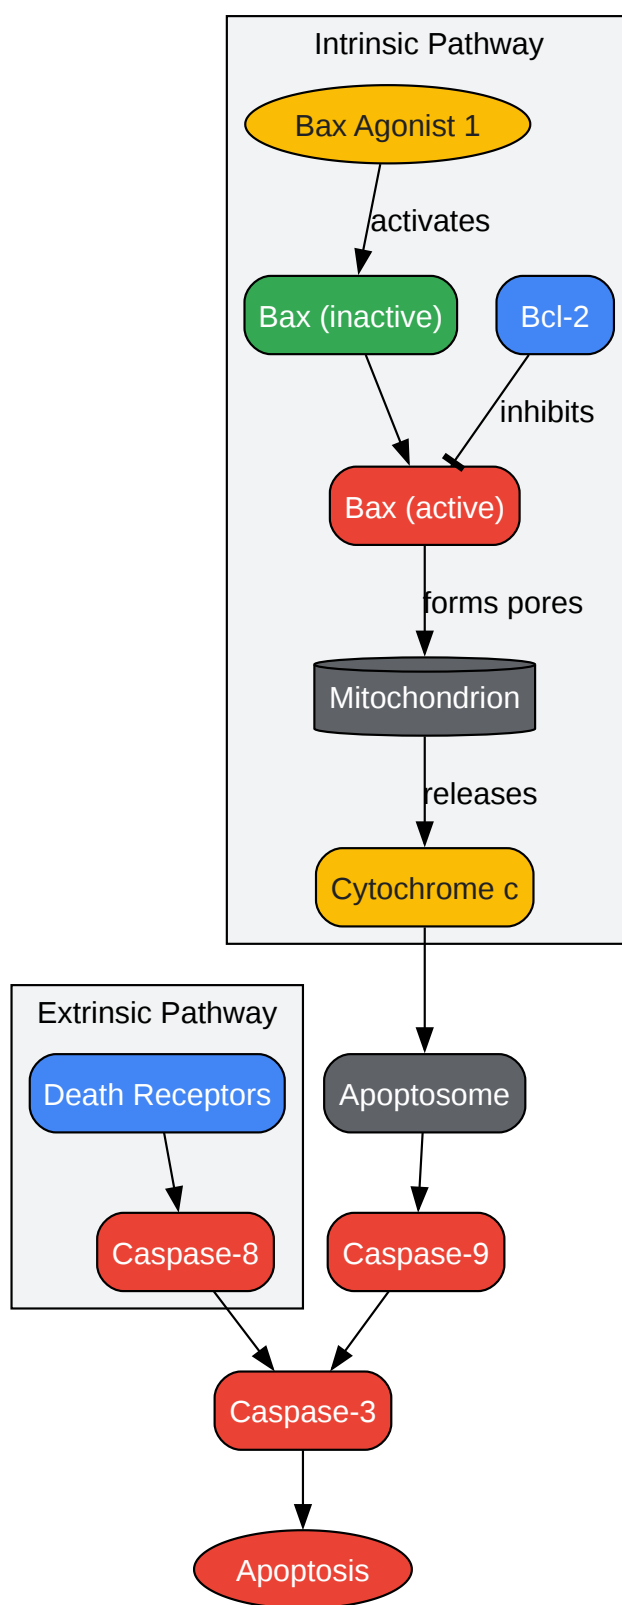 Intrinsic Pathway
Bax Agonist 1
activates
Bax (inactive)
Bcl-2
inhibits
Bax (active)
forms pores
Mitochondrion
releases
Cytochrome c
Extrinsic Pathway
Death Receptors
Apoptosome
Caspase-8
Caspase-9
Caspase-3
Apoptosis